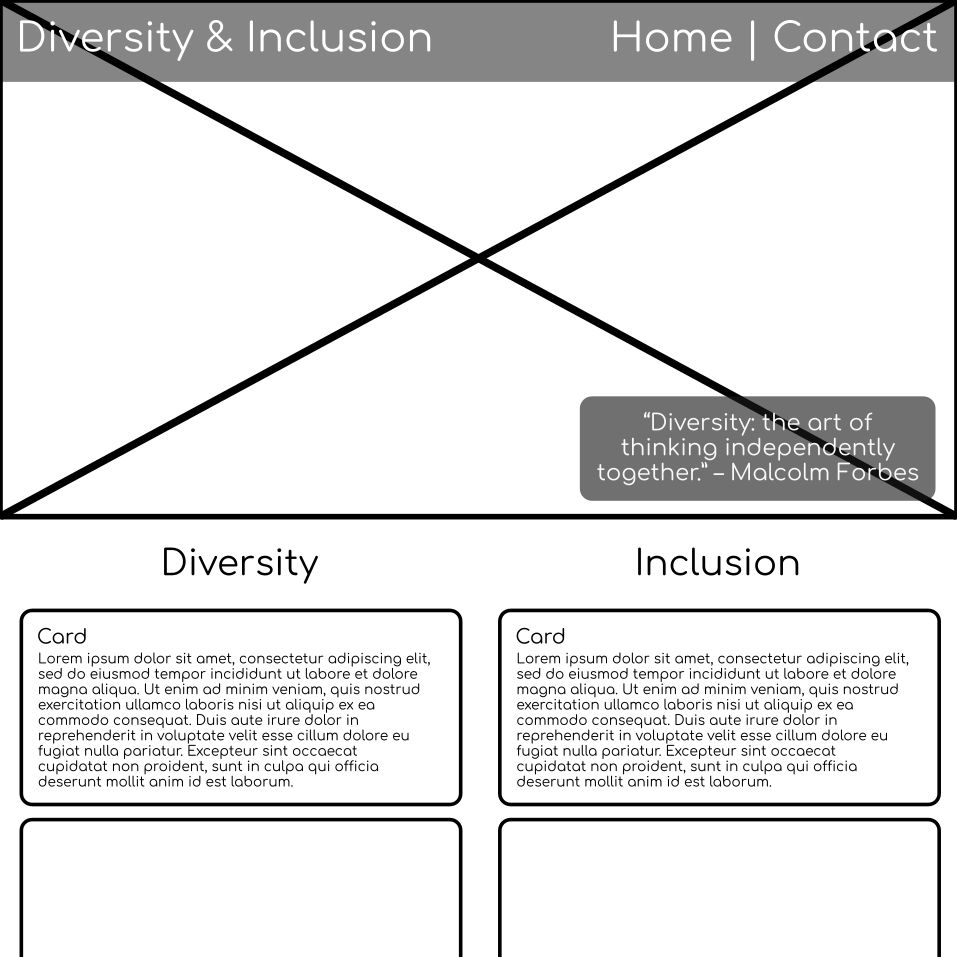 Diversity & Inclusion
Home | Contact
“Diversity: the art of
thinking independently
together.” – Malcolm Forbes
Diversity
Card
Lorem ipsum dolor sit amet, consectetur adipiscing elit,
sed do eiusmod tempor incididunt ut labore et dolore
magna aliqua. Ut enim ad minim veniam, quis nostrud
exercitation ullamco laboris nisi ut aliquip ex ea
commodo consequat. Duis aute irure dolor in
reprehenderit in voluptate velit esse cillum dolore eu
fugiat nulla pariatur. Excepteur sint occaecat
cupidatat non proident, sunt in culpa qui officia
deserunt mollit anim id est laborum.
Inclusion
Card
Lorem ipsum dolor sit amet, consectetur adipiscing elit,
sed do eiusmod tempor incididunt ut labore et dolore
magna aliqua. Ut enim ad minim veniam, quis nostrud
exercitation ullamco laboris nisi ut aliquip ex ea
commodo consequat. Duis aute irure dolor in
reprehenderit in voluptate velit esse cillum dolore eu
fugiat nulla pariatur. Excepteur sint occaecat
cupidatat non proident, sunt in culpa qui officia
deserunt mollit anim id est laborum.